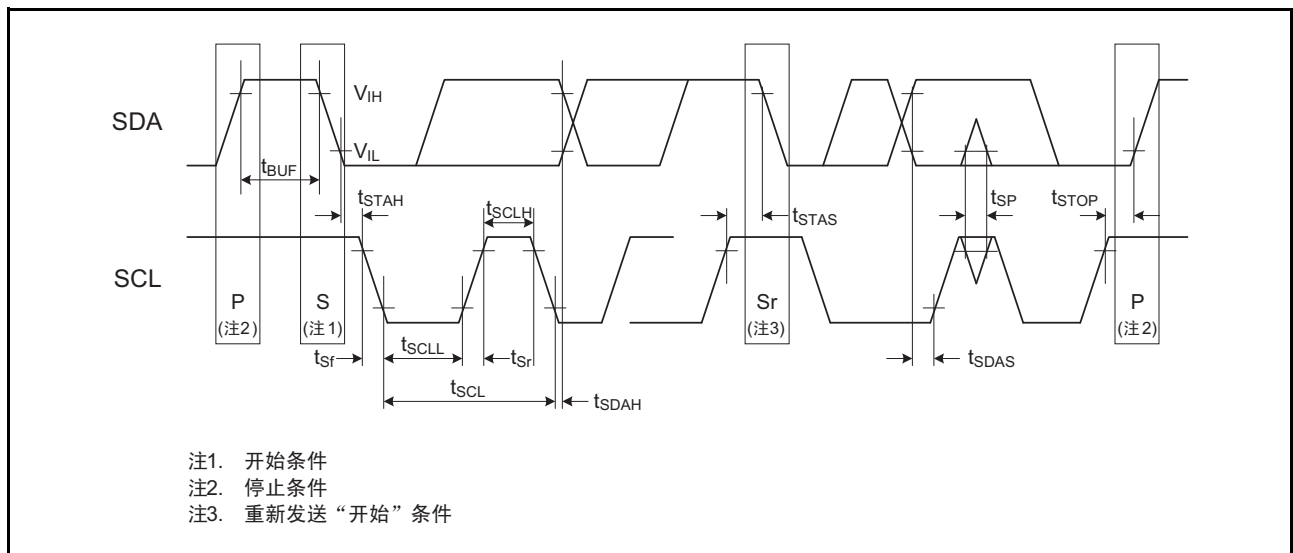 SDA
VIH
VIL
tBUF
tSTAH
tSCLH
tSTAS
tSP
tSTOP
SCL
P
(注2)
S
(注1)
Sr
(注3)
P
(注2)
tSf
tSCLL
tSr
tSDAS
tSCL
tSDAH
注1. 开始条件
注2. 停止条件
注3. 重新发送“开始”条件